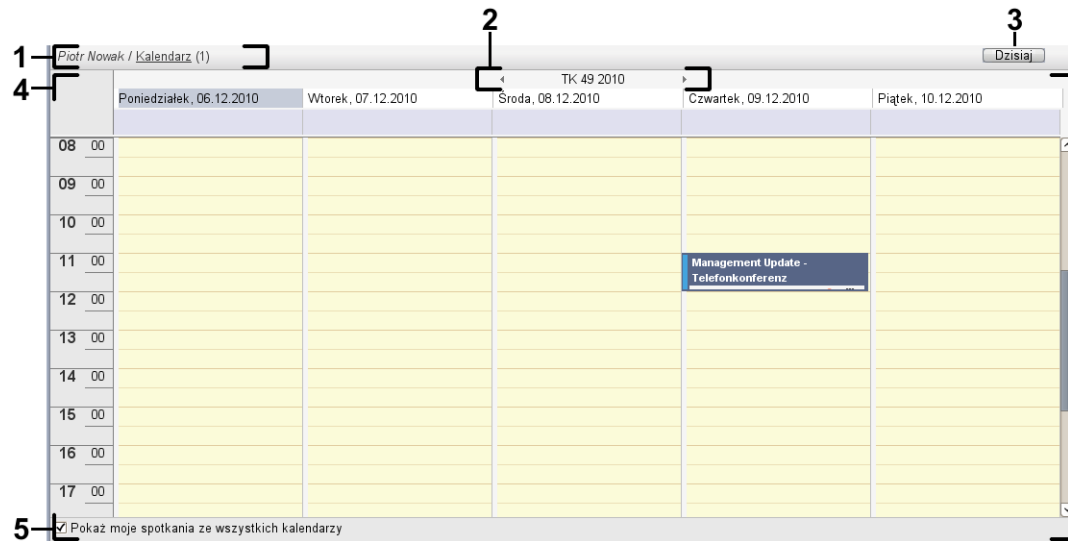 2
3
1
Piotr Nowak / Kalendarz (1)
Dzisiaj
4
TK 49 2010
Poniedziałek, 06.12.2010
Wtorek, 07.12.2010
Środa, 08.12.2010
Czwartek, 09.12.2010
Piątek, 10.12.2010
08 00
09 00
10 00
11 00
Management Update -
Telefonkonferenz
12 00
13 00
14 00
15 00
16 00
17 00
5
Pokaż moje spotkania ze wszystkich kalendarzy